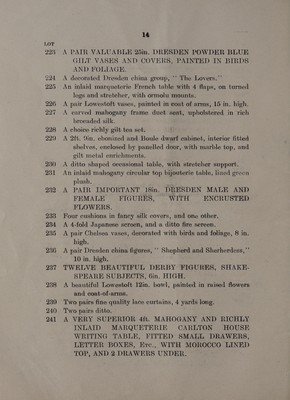 14
LOT
223 A PAIR VALUABLE 25in. DRESDEN POWDER BLUE
GILT VASES AND COVERS, PAINTED IN BIRDS
AND FOLIAGE.
224 A decorated Dresden china group, "The Lovers."
225 An inlaid marqueterie French table with 4 flaps, on turned
legs and stretcher, with ormolu mounts.
226 A pair Lowestoft vases, painted in coat of arms, 15 in. high.
227 A carved mahogany frame duet seat, upholstered in rich
brocaded silk.
228 A choice richly gilt tea set.
229 A 2ft. 9in. ebonized and Boule dwarf cabinet, interior fitted
shelves, enclosed by panelled door, with marble top, and
gilt metal enrichments.
230 A ditto shaped occasional table, with stretcher support.
231 An inlaid mahogany circular top bijouterie table, lined green
plush.
232 A PAIR IMPORTANT 18in. DRESDEN MALE AND
FEMALE FIGURES, WITH ENCRUSTED
FLOWERS.
233 Four cushions in fancy silk covers, and one other.
234 A 4-fold Japanese screen, and a ditto fire screen.
235 A pair Chelsea vases, decorated with birds and foliage, 8 in.
high.
236 A pair Dresden china figures, "Shepherd and Shepherdess,"
10 in. high.
237 TWELVE BEAUTIFUL DERBY FIGURES, SHAKE-
SPEARE SUBJECTS, 6in. HIGH.
238 A beautiful Lowestoft 12in. bowl, painted in raised flowers
and coat-of-arms.
239 Two pairs fine quality lace curtains, 4 yards long.
240 Two pairs ditto.
241 A VERY SUPERIOR 4ft. MAHOGANY AND RICHLY
INLAID MARQUETERIE CARLTON HOUSE
WRITING TABLE, FITTED SMALL DRAWERS,
LETTER BOXES, Etc., WITH MOROCCO LINED
TOP, AND 2 DRAWERS UNDER.